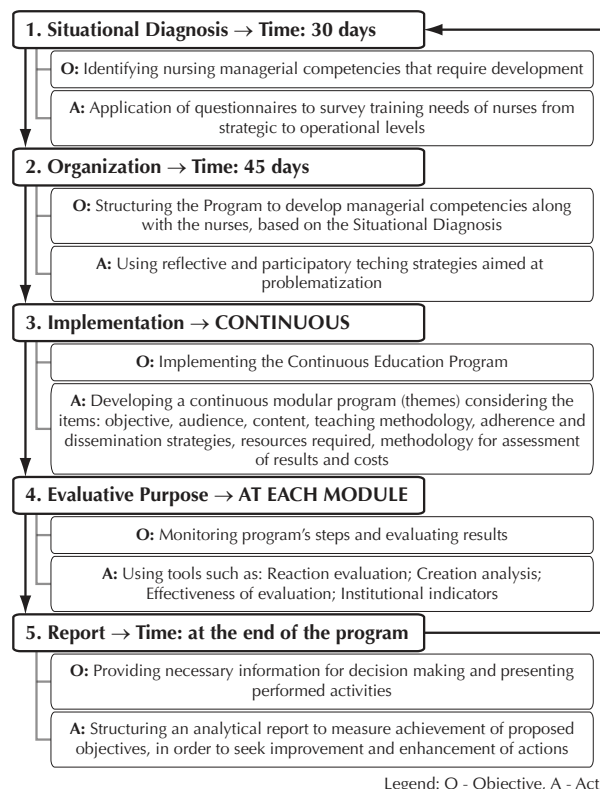 1. Situational Diagnosis → Time: 30 days
O: Identifying nursing managerial competencies that require development
A: Application of questionnaires to survey training needs of nurses from
strategic to operational levels
2. Organization → Time: 45 days
O: Structuring the Program to develop managerial competencies along
with the nurses, based on the Situational Diagnosis
A: Using reflective and participatory teching strategies aimed at
problematization
3. Implementation → CONTINUOUS
O: Implementing the Continuous Education Program
A: Developing a continuous modular program (themes) considering the
items: objective, audience, content, teaching methodology, adherence and
dissemination strategies, resources required, methodology for assessment
of results and costs
4. Evaluative Purpose → AT EACH MODULE
O: Monitoring program's steps and evaluating results
A: Using tools such as: Reaction evaluation; Creation analysis;
Effectiveness of evaluation; Institutional indicators
5. Report → Time: at the end of the program
O: Providing necessary information for decision making and presenting
performed activities
A: Structuring an analytical report to measure achievement of proposed
objectives, in order to seek improvement and enhancement of actions
Legend: O - Objective, A - Act